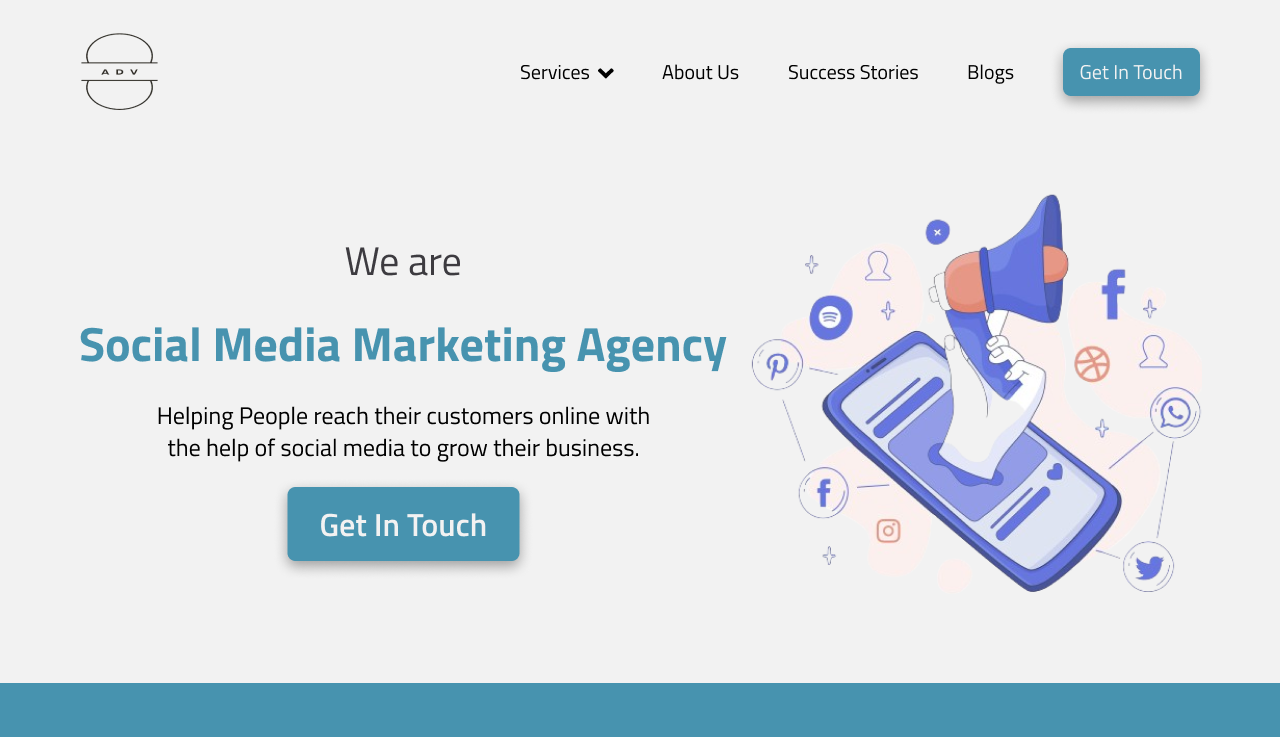 ADV
Services
About Us
Success Stories
Blogs
Get In Touch
We are
Social Media Marketing Agency
Helping People reach their customers online with
the help of social media to grow their business.
Get In Touch